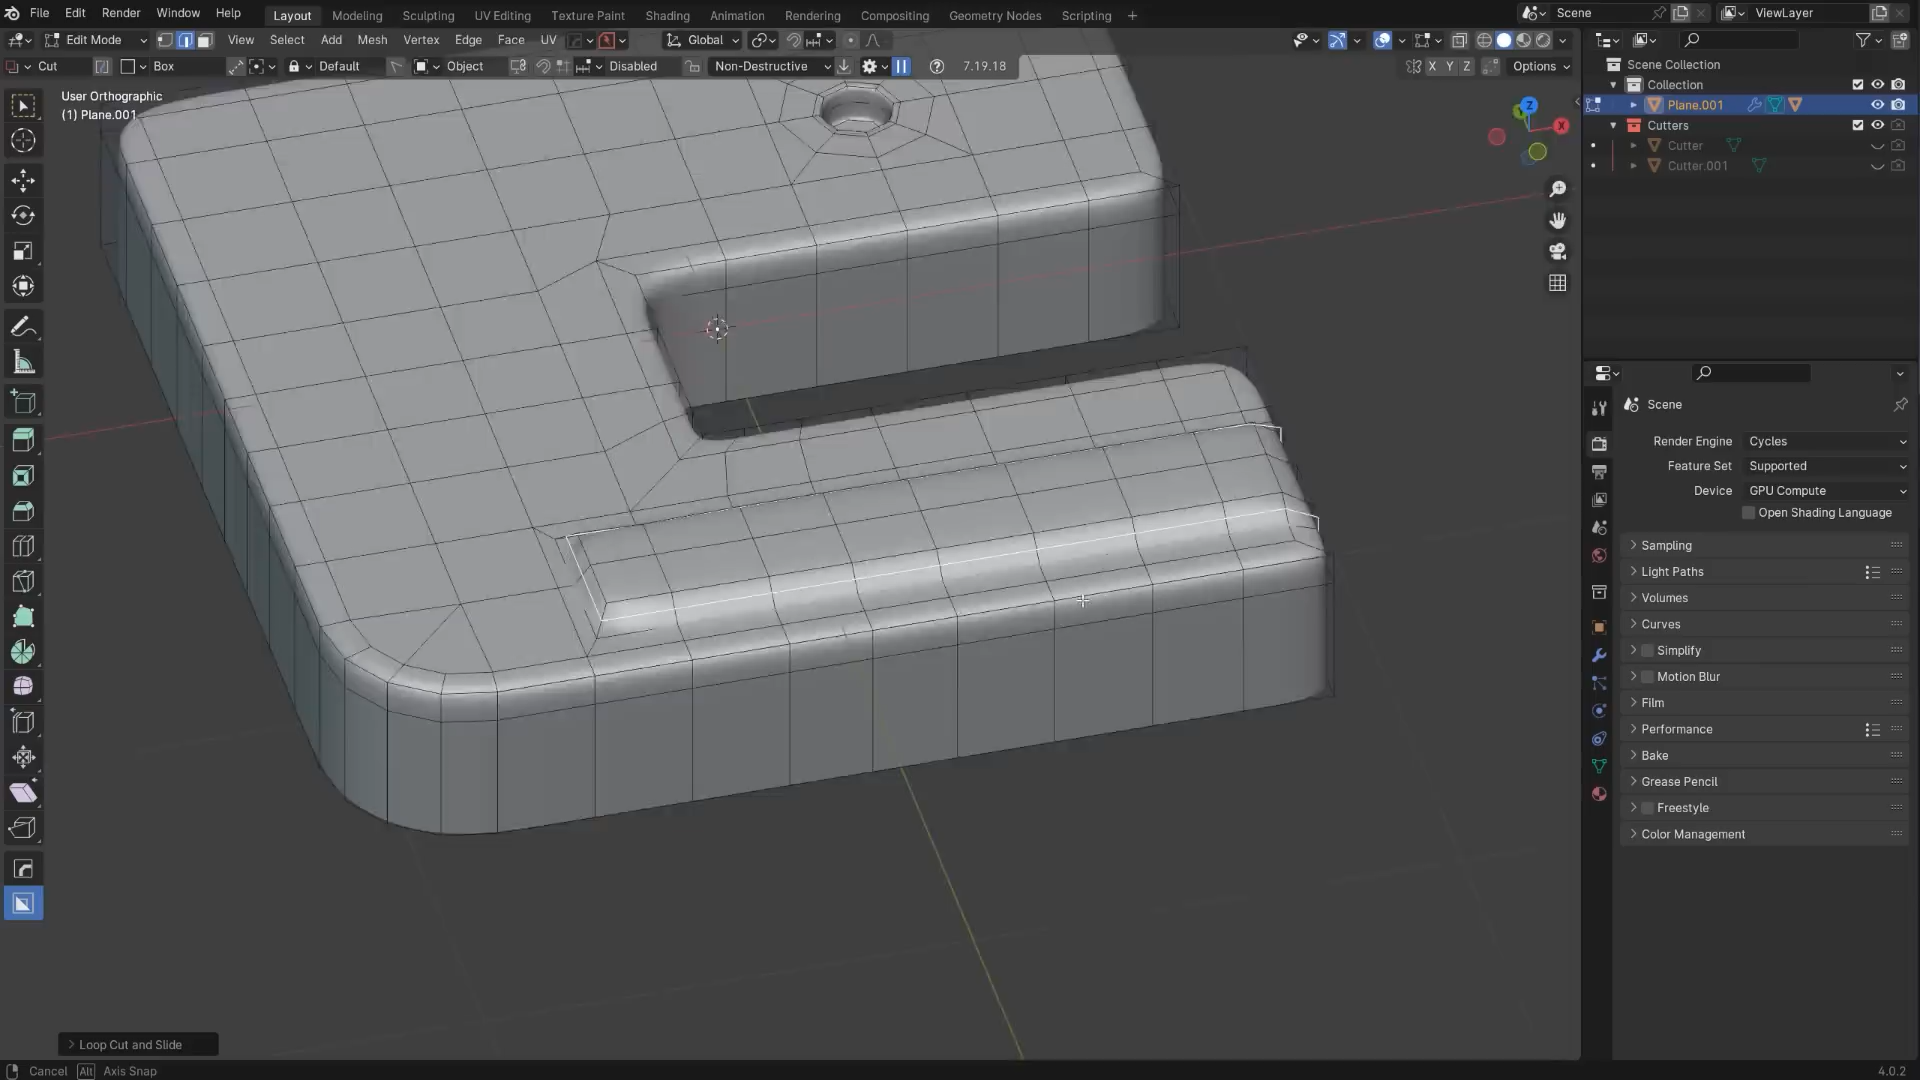 File Edit Render Window Help Layout Modeling Sculpting UV Editing Texture Paint Shading Animation Rendering Compositing Geometry Nodes Scripting + Scene ViewLayer
Edit Mode View Select Add Mesh Vertex Edge Face UV Global
Cut Box Default Object Disabled Non-Destructive 7.19.18 X Y Z Options
User Orthographic
(1) Plane.001
Z
X
Scene Collection
Collection
Plane.001
Cutters
Cutter
Cutter.001
Scene
Render Engine Cycles
Feature Set Supported
Device GPU Compute
Open Shading Language
Sampling
Light Paths
Volumes
Curves
Simplify
Motion Blur
Film
Performance
Bake
Grease Pencil
Freestyle
Color Management
Loop Cut and Slide
Cancel Alt Axis Snap 4.0.2